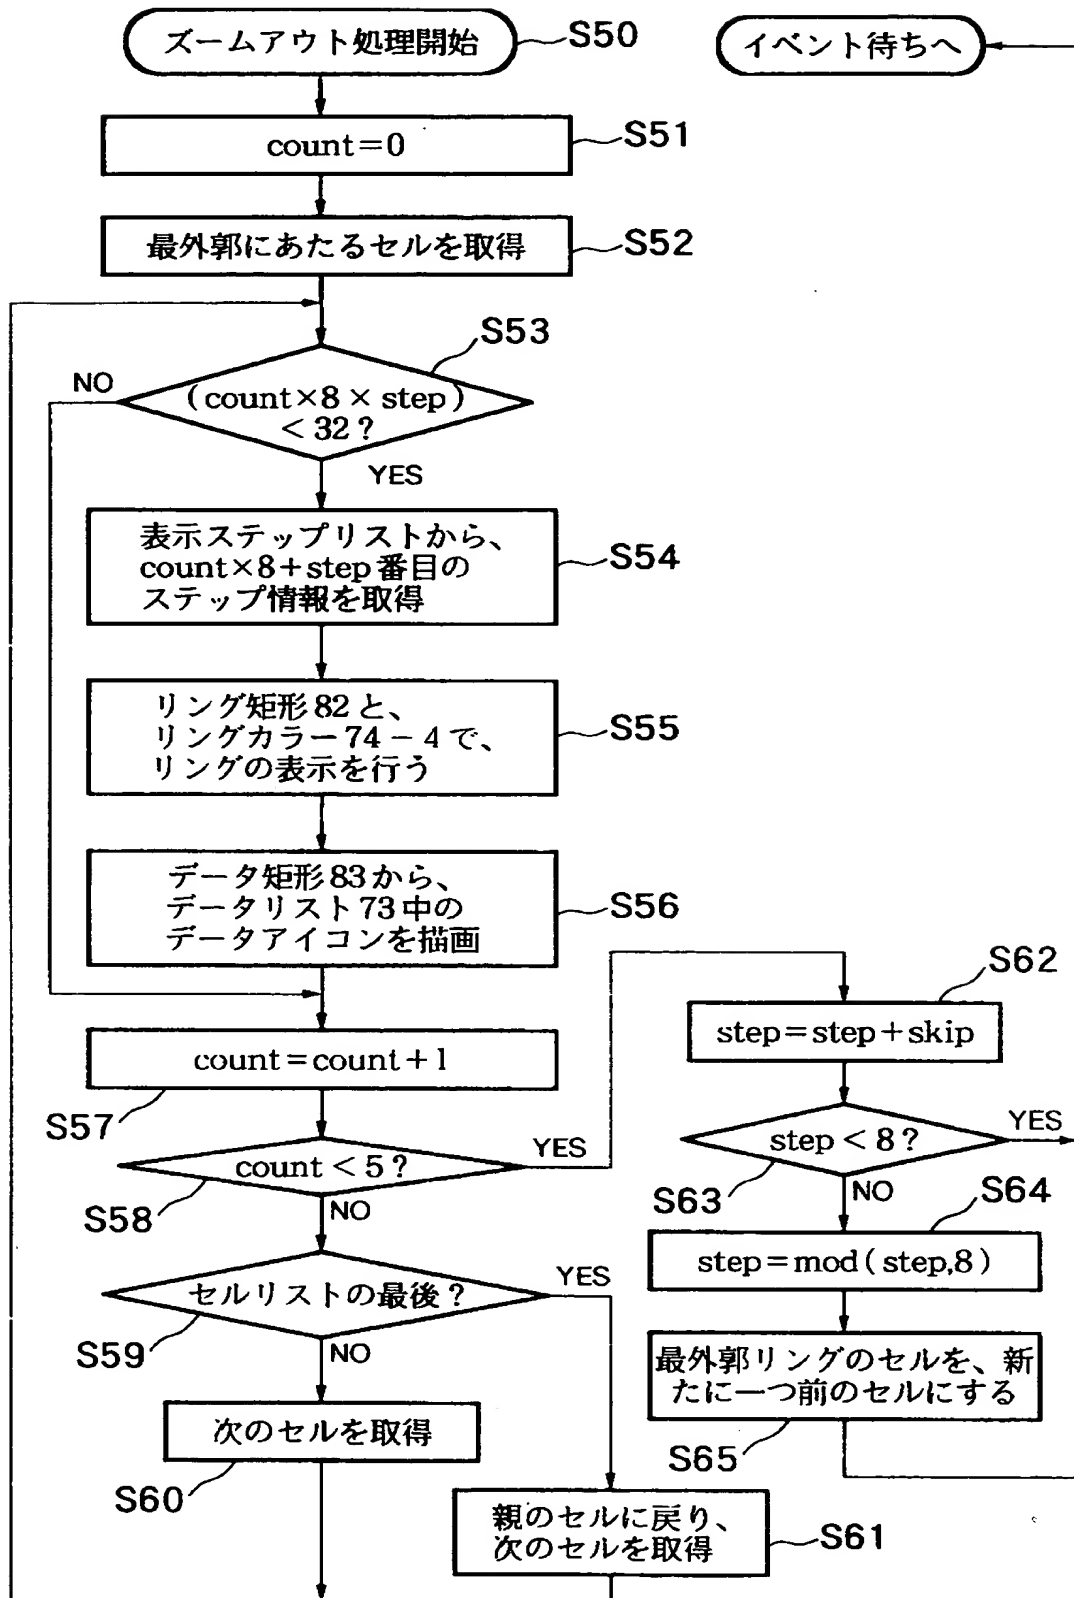 ズームアウト処理開始
S50
イベント待ちへ
count=0
S51
最外郭にあたるセルを取得
S52
S53
NO
(count×8×step)
<32?
YES
表示ステップリストから、
count×8+step番目の
ステップ情報を取得
S54
リング矩形82と、
リングカラー74-4で、
リングの表示を行う
S55
データ矩形83から、
データリスト73中の
データアイコンを描画
S56
count=count+1
S57
count<5?
YES
S58
NO
セルリストの最後?
YES
S59
NO
次のセルを取得
S60
親のセルに戻り、
次のセルを取得
S61
S62
step=step+skip
step<8?
YES
S63
NO
S64
step=mod(step,8)
最外郭リングのセルを、新
たに一つ前のセルにする
S65